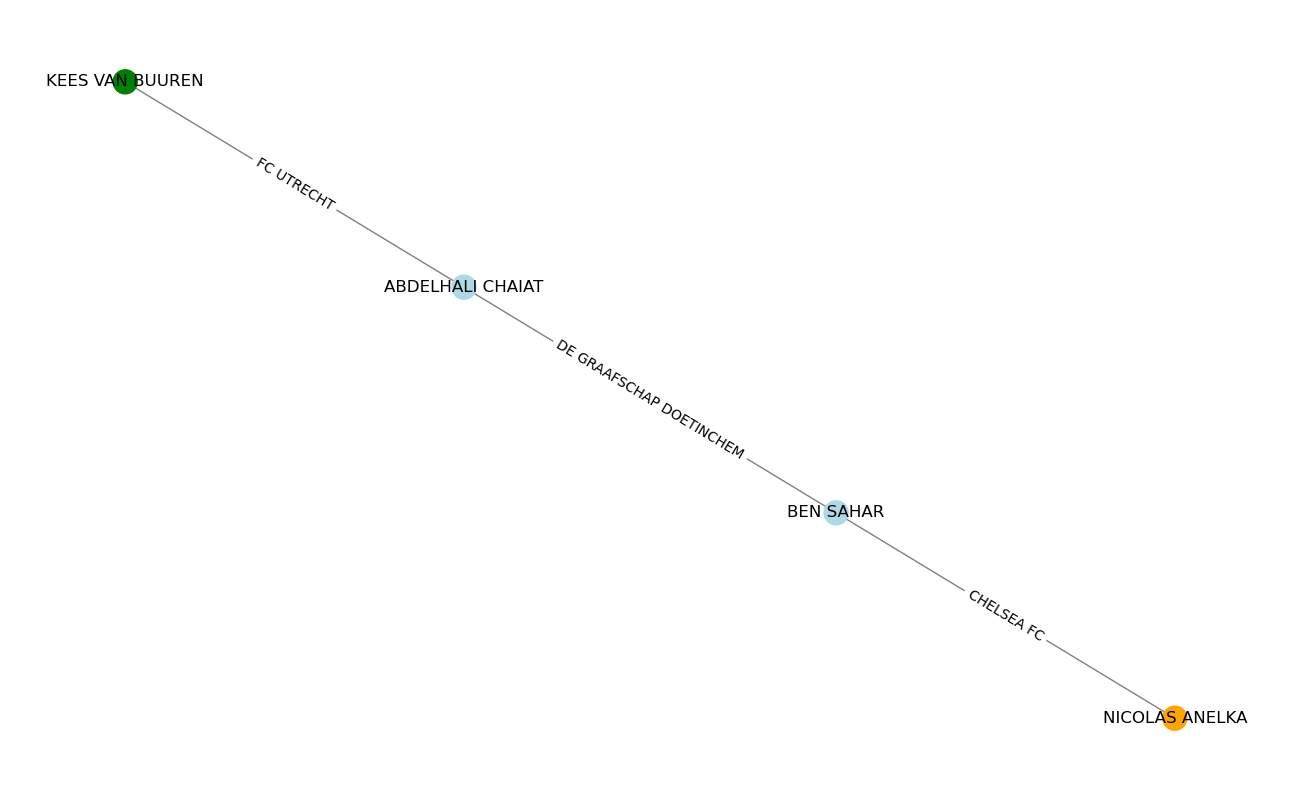 KEES VAN BUUREN
FC UTRECHT
ABDELHALI CHAIAT
DE GRAAFSCHAP DOETINCHEM
BEN SAHAR
CHELSEA FC
NICOLAS ANELKA